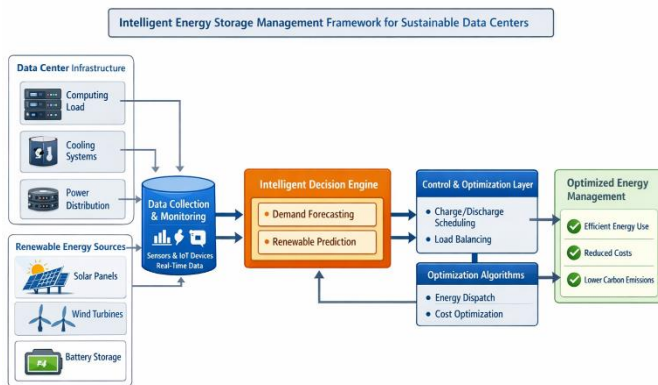 Intelligent Energy Storage Management Framework for Sustainable Data Centers
Data Center Infrastructure
Computing
Load
Cooling
Systems
Power
Distribution
Renewable Energy Sources
Solar Panels
Wind Turbines
Battery Storage
Data Collection
& Monitoring
Sensors & IoT Devices
Real-Time Data
Intelligent Decision Engine
• Demand Forecasting
• Renewable Prediction
Control & Optimization Layer
• Charge/Discharge
Scheduling
• Load Balancing
Optimization Algorithms
• Energy Dispatch
• Cost Optimization
Optimized Energy
Management
Efficient Energy Use
Reduced Costs
Lower Carbon Emissions